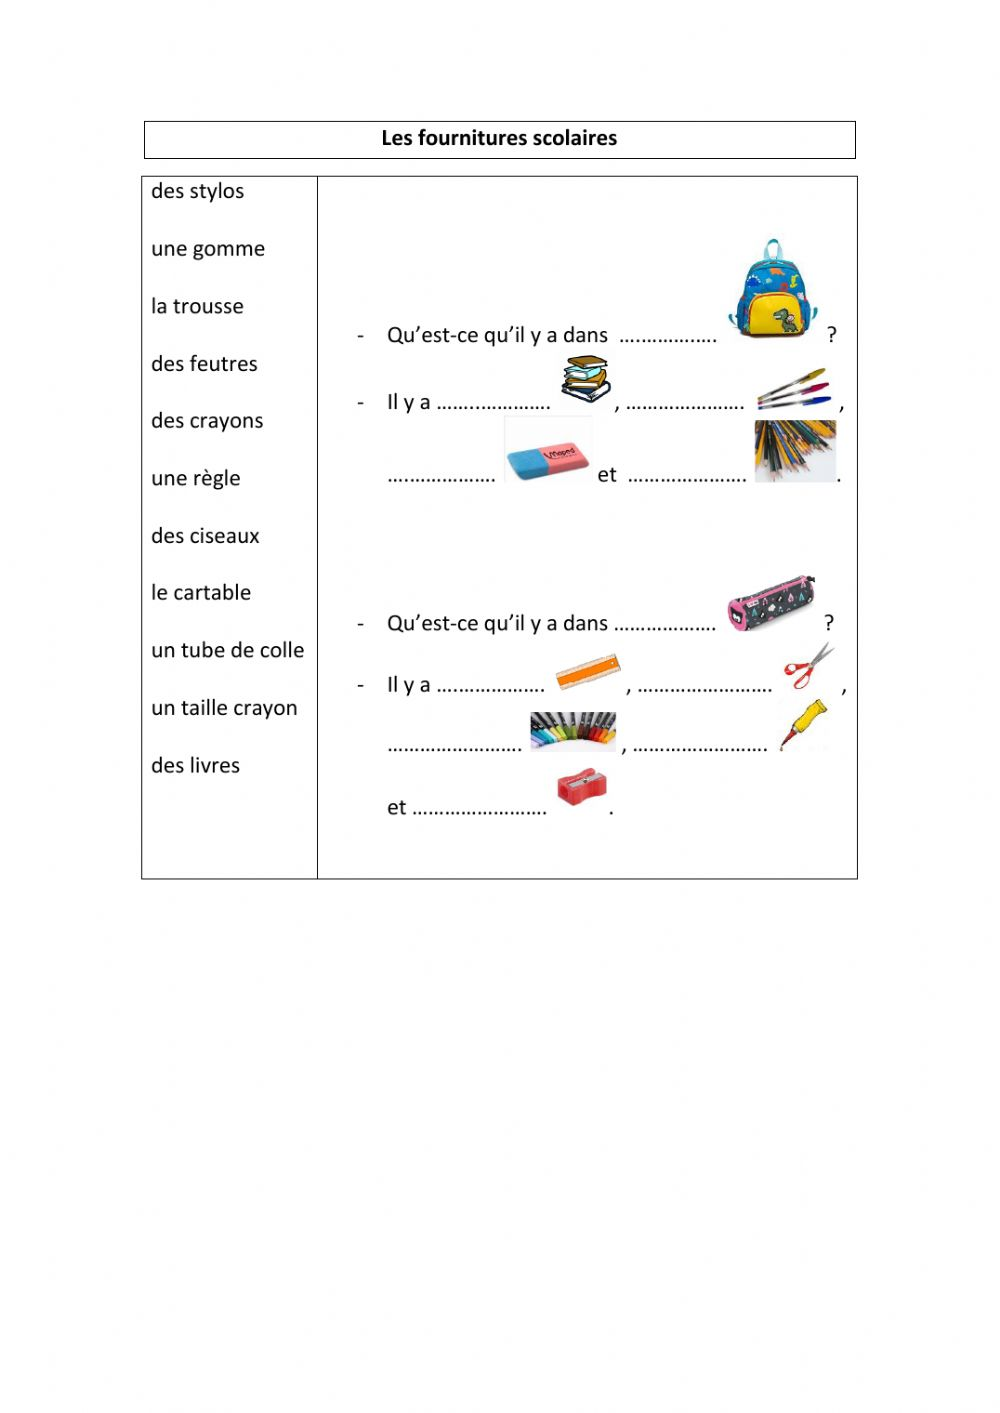 Les fournitures scolaires
des stylos
une gomme
la trousse
des feutres
des crayons
une règle
des ciseaux
le cartable
un tube de colle
un taille crayon
des livres
- Qu’est-ce qu’il y a dans ………………. ?
- Il y a ………………… , …………………. ,
………………… Maped et …………………. .
- Qu’est-ce qu’il y a dans ………………. ?
- Il y a ………………… , ……………………. ,
……………………. , …………………….
et ……………………. .